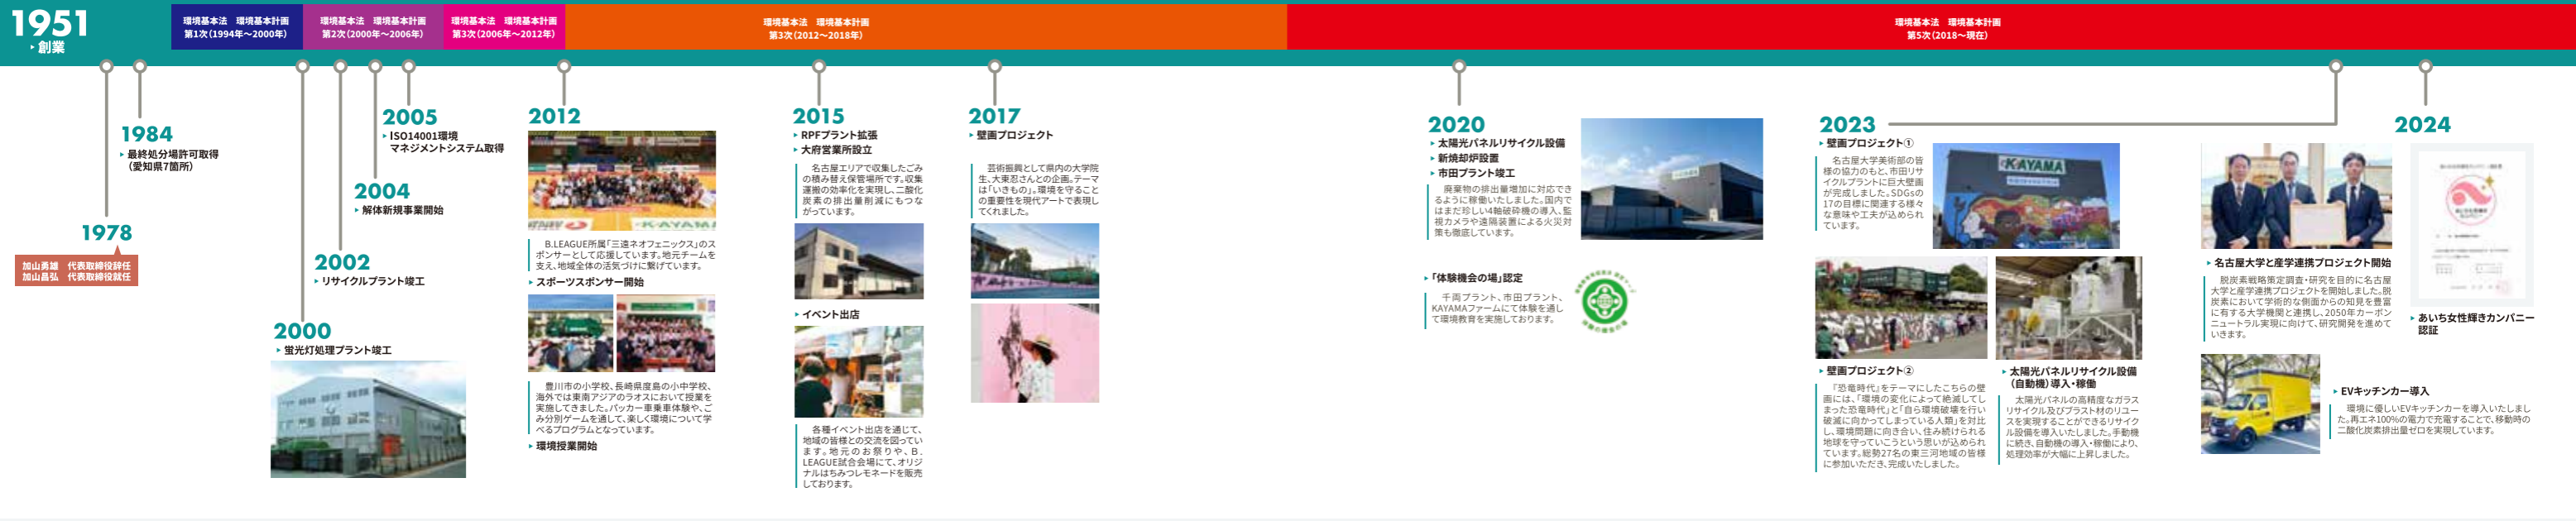 1951
▸創業
環境基本法　環境基本計画
第1次（1994年〜2000年）
環境基本法　環境基本計画
第2次（2000年〜2006年）
環境基本法　環境基本計画
第3次（2006年〜2012年）
環境基本法　環境基本計画
第3次（2012〜2018年）
環境基本法　環境基本計画
第5次（2018〜現在）
1978
加山勇雄　代表取締役辞任
加山昌弘　代表取締役就任
1984
▸最終処分場許可取得
（愛知県7箇所）
2000
▸蛍光灯処理プラント竣工
2002
▸リサイクルプラント竣工
2004
▸解体新規事業開始
2005
▸ISO14001環境
マネジメントシステム取得
2012
B.LEAGUE所属「三遠ネオフェニックス」のス
ポンサーとして応援しています。地元チームを
支え、地域全体の活気づけに繋げています。
▸スポーツスポンサー開始
豊川市の小学校、長崎県度島の小中学校、
海外では東南アジアのラオスにおいて授業を
実施してきました。パッカー車乗車体験や、ご
み分別ゲームを通して、楽しく環境について学
べるプログラムとなっています。
▸環境授業開始
2015
▸RPFプラント拡張
▸大府営業所設立
名古屋エリアで収集したごみ
の積み替え保管場所です。収集
運搬の効率化を実現し、二酸化
炭素の排出量削減にもつな
がっています。
▸イベント出店
各種イベント出店を通じて、
地域の皆様との交流を図ってい
ます。地元のお祭りや、B.
LEAGUE試合会場にて、オリジ
ナルはちみつレモネードを販売
しております。
2017
▸壁画プロジェクト
芸術振興として県内の大学院
生、大東忍さんとの企画。テーマ
は「いきもの」。環境を守ること
の重要性を現代アートで表現し
てくれました。
2020
▸太陽光パネルリサイクル設備
▸新焼却炉設置
▸市田プラント竣工
廃棄物の排出量増加に対応でき
るように稼働いたしました。国内で
はまだ珍しい4軸破砕機の導入、監
視カメラや遠隔装置による火災対
策も徹底しています。
▸「体験機会の場」認定
千両プラント、市田プラント、
KAYAMAファームにて体験を通し
て環境教育を実施しております。
2023
▸壁画プロジェクト①
名古屋大学美術部の皆
様の協力のもと、市田リサ
イクルプラントに巨大壁画
が完成しました。SDGsの
17の目標に関連する様々
な意味や工夫が込められ
ています。
KAYAMA
▸壁画プロジェクト②
『恐竜時代』をテーマにしたこちらの壁
画には、「環境の変化によって絶滅してし
まった恐竜時代」と「自ら環境破壊を行い
破滅に向かってしまっている人類」を対比
し、環境問題に向き合い、住み続けられる
地球を守っていこうという思いが込められ
ています。総勢27名の東三河地域の皆様
に参加いただき、完成いたしました。
▸太陽光パネルリサイクル設備
（自動機）導入・稼働
太陽光パネルの高精度なガラス
リサイクル及びプラスト材のリユー
スを実現することができるリサイク
ル設備を導入いたしました。手動機
に続き、自動機の導入・稼働により、
処理効率が大幅に上昇しました。
▸名古屋大学と産学連携プロジェクト開始
脱炭素戦略策定調査・研究を目的に名古屋
大学と産学連携プロジェクトを開始しました。脱
炭素において学術的な側面からの知見を豊富
に有する大学機関と連携し、2050年カーボン
ニュートラル実現に向けて、研究開発を進めて
いきます。
▸EVキッチンカー導入
環境に優しいEVキッチンカーを導入いたしまし
た。再エネ100%の電力で充電することで、移動時の
二酸化炭素排出量ゼロを実現しています。
2024
▸あいち女性輝きカンパニー
認証